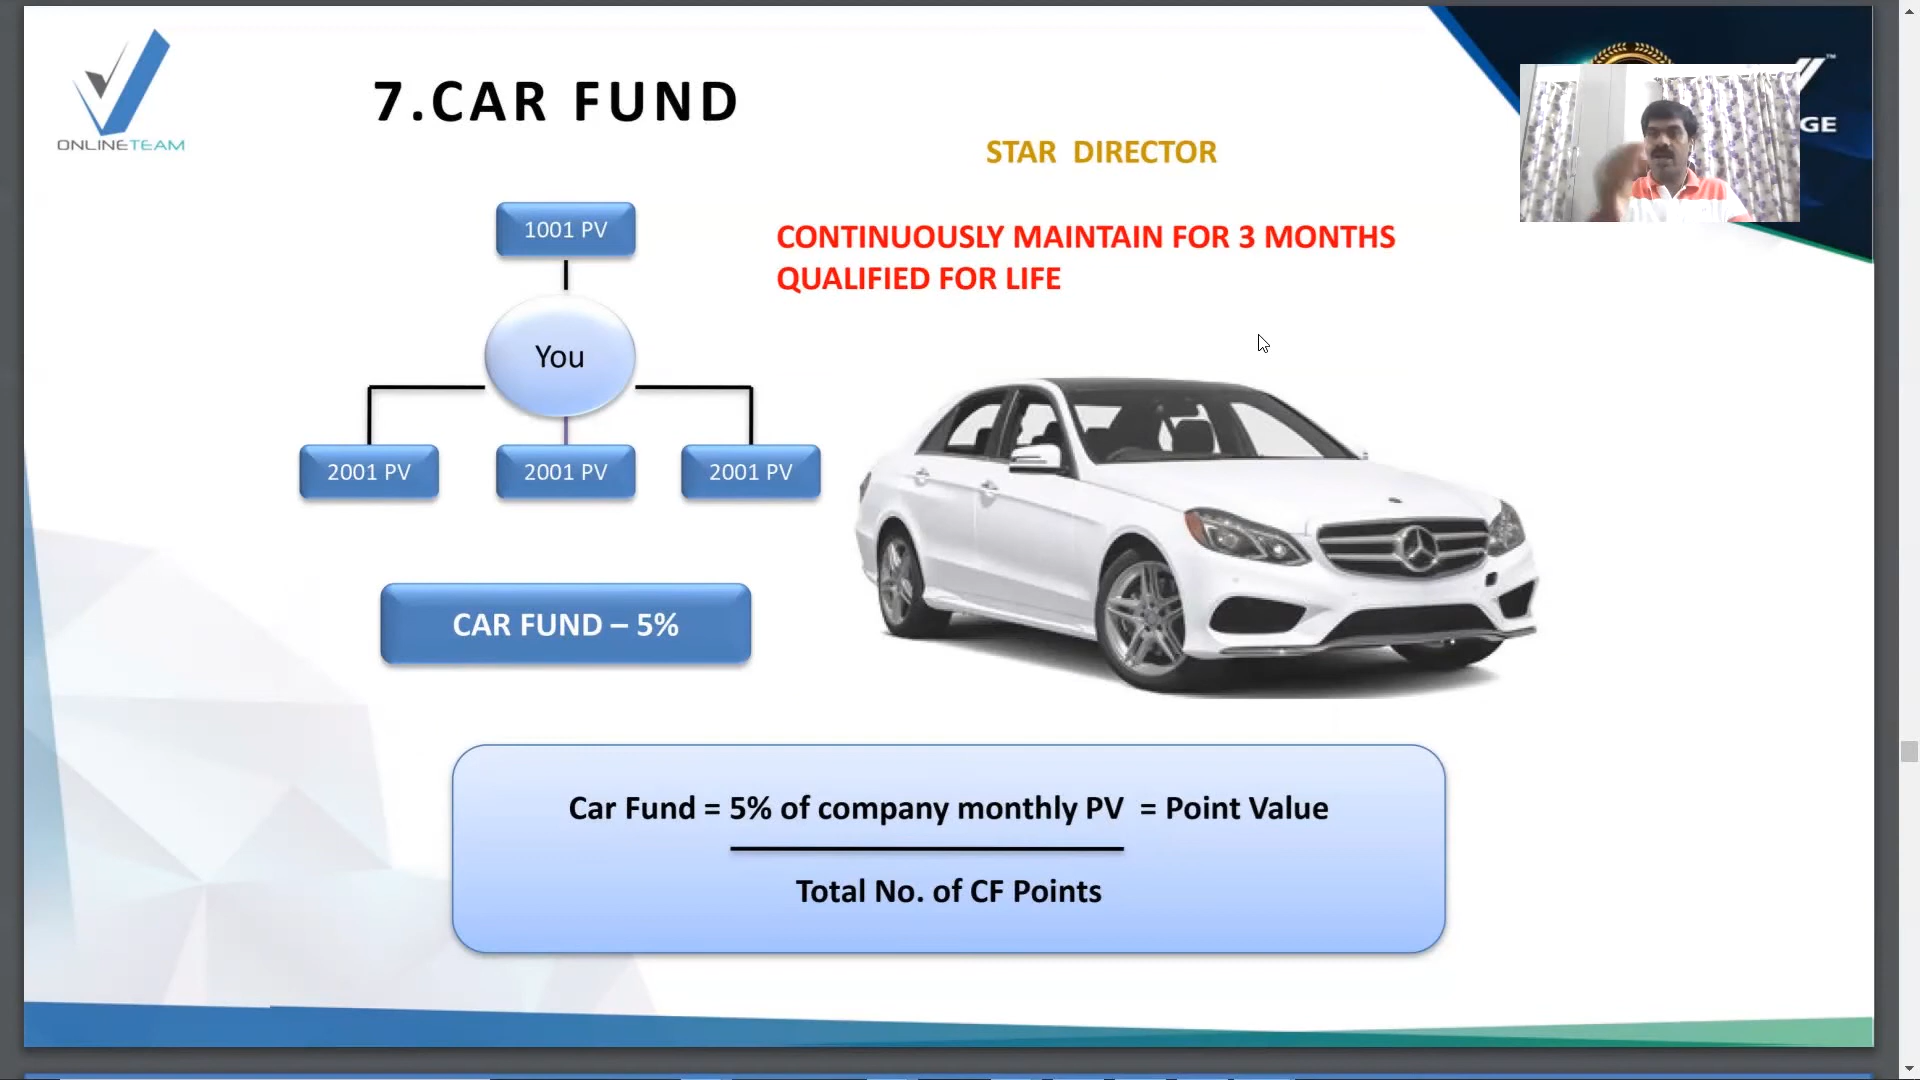 ONLINETEAM
7.CAR FUND
STAR DIRECTOR
1001 PV
CONTINUOUSLY MAINTAIN FOR 3 MONTHS
QUALIFIED FOR LIFE
You
2001 PV
2001 PV
2001 PV
CAR FUND – 5%
Car Fund = 5% of company monthly PV = Point Value
Total No. of CF Points